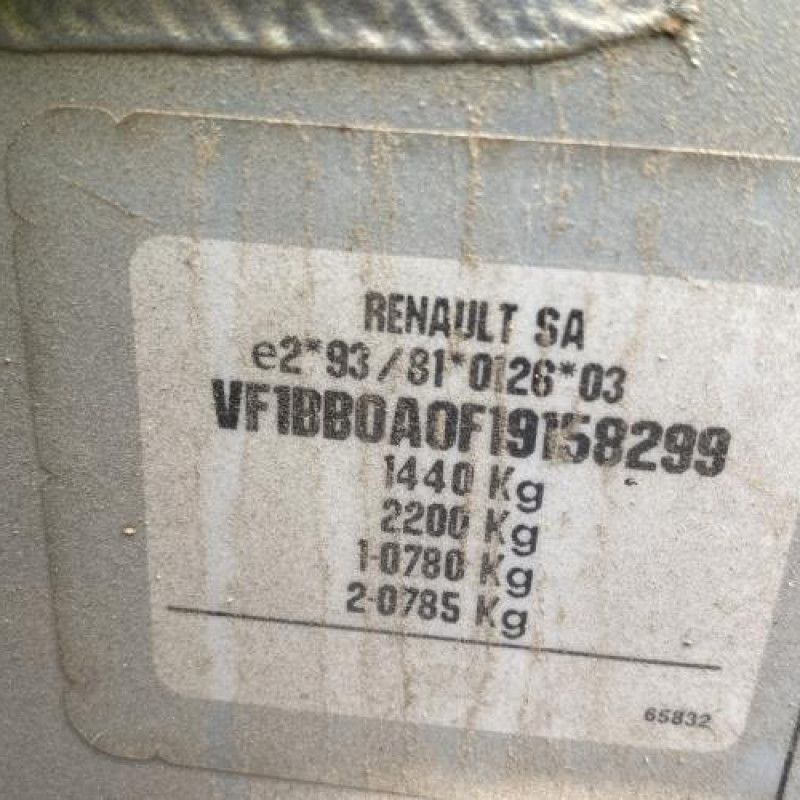 RENAULT SA
e2*93/81*0126*03
VF1BB0A0F19158299
1440 Kg
2200 Kg
1-0780 Kg
2-0785 Kg
65832